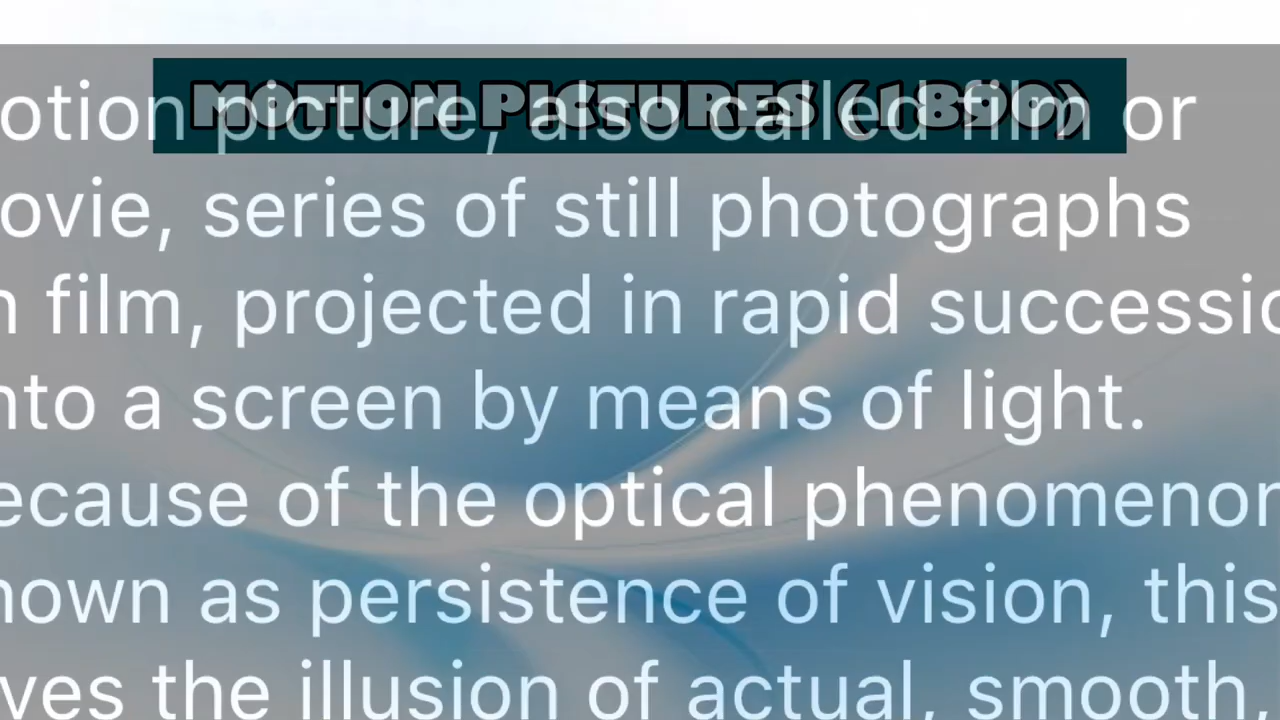 MOTION PICTURES (1890)
otion picture, also called film or
ovie, series of still photographs
n film, projected in rapid successio
nto a screen by means of light.
ecause of the optical phenomenon
nown as persistence of vision, this
ves the illusion of actual, smooth,